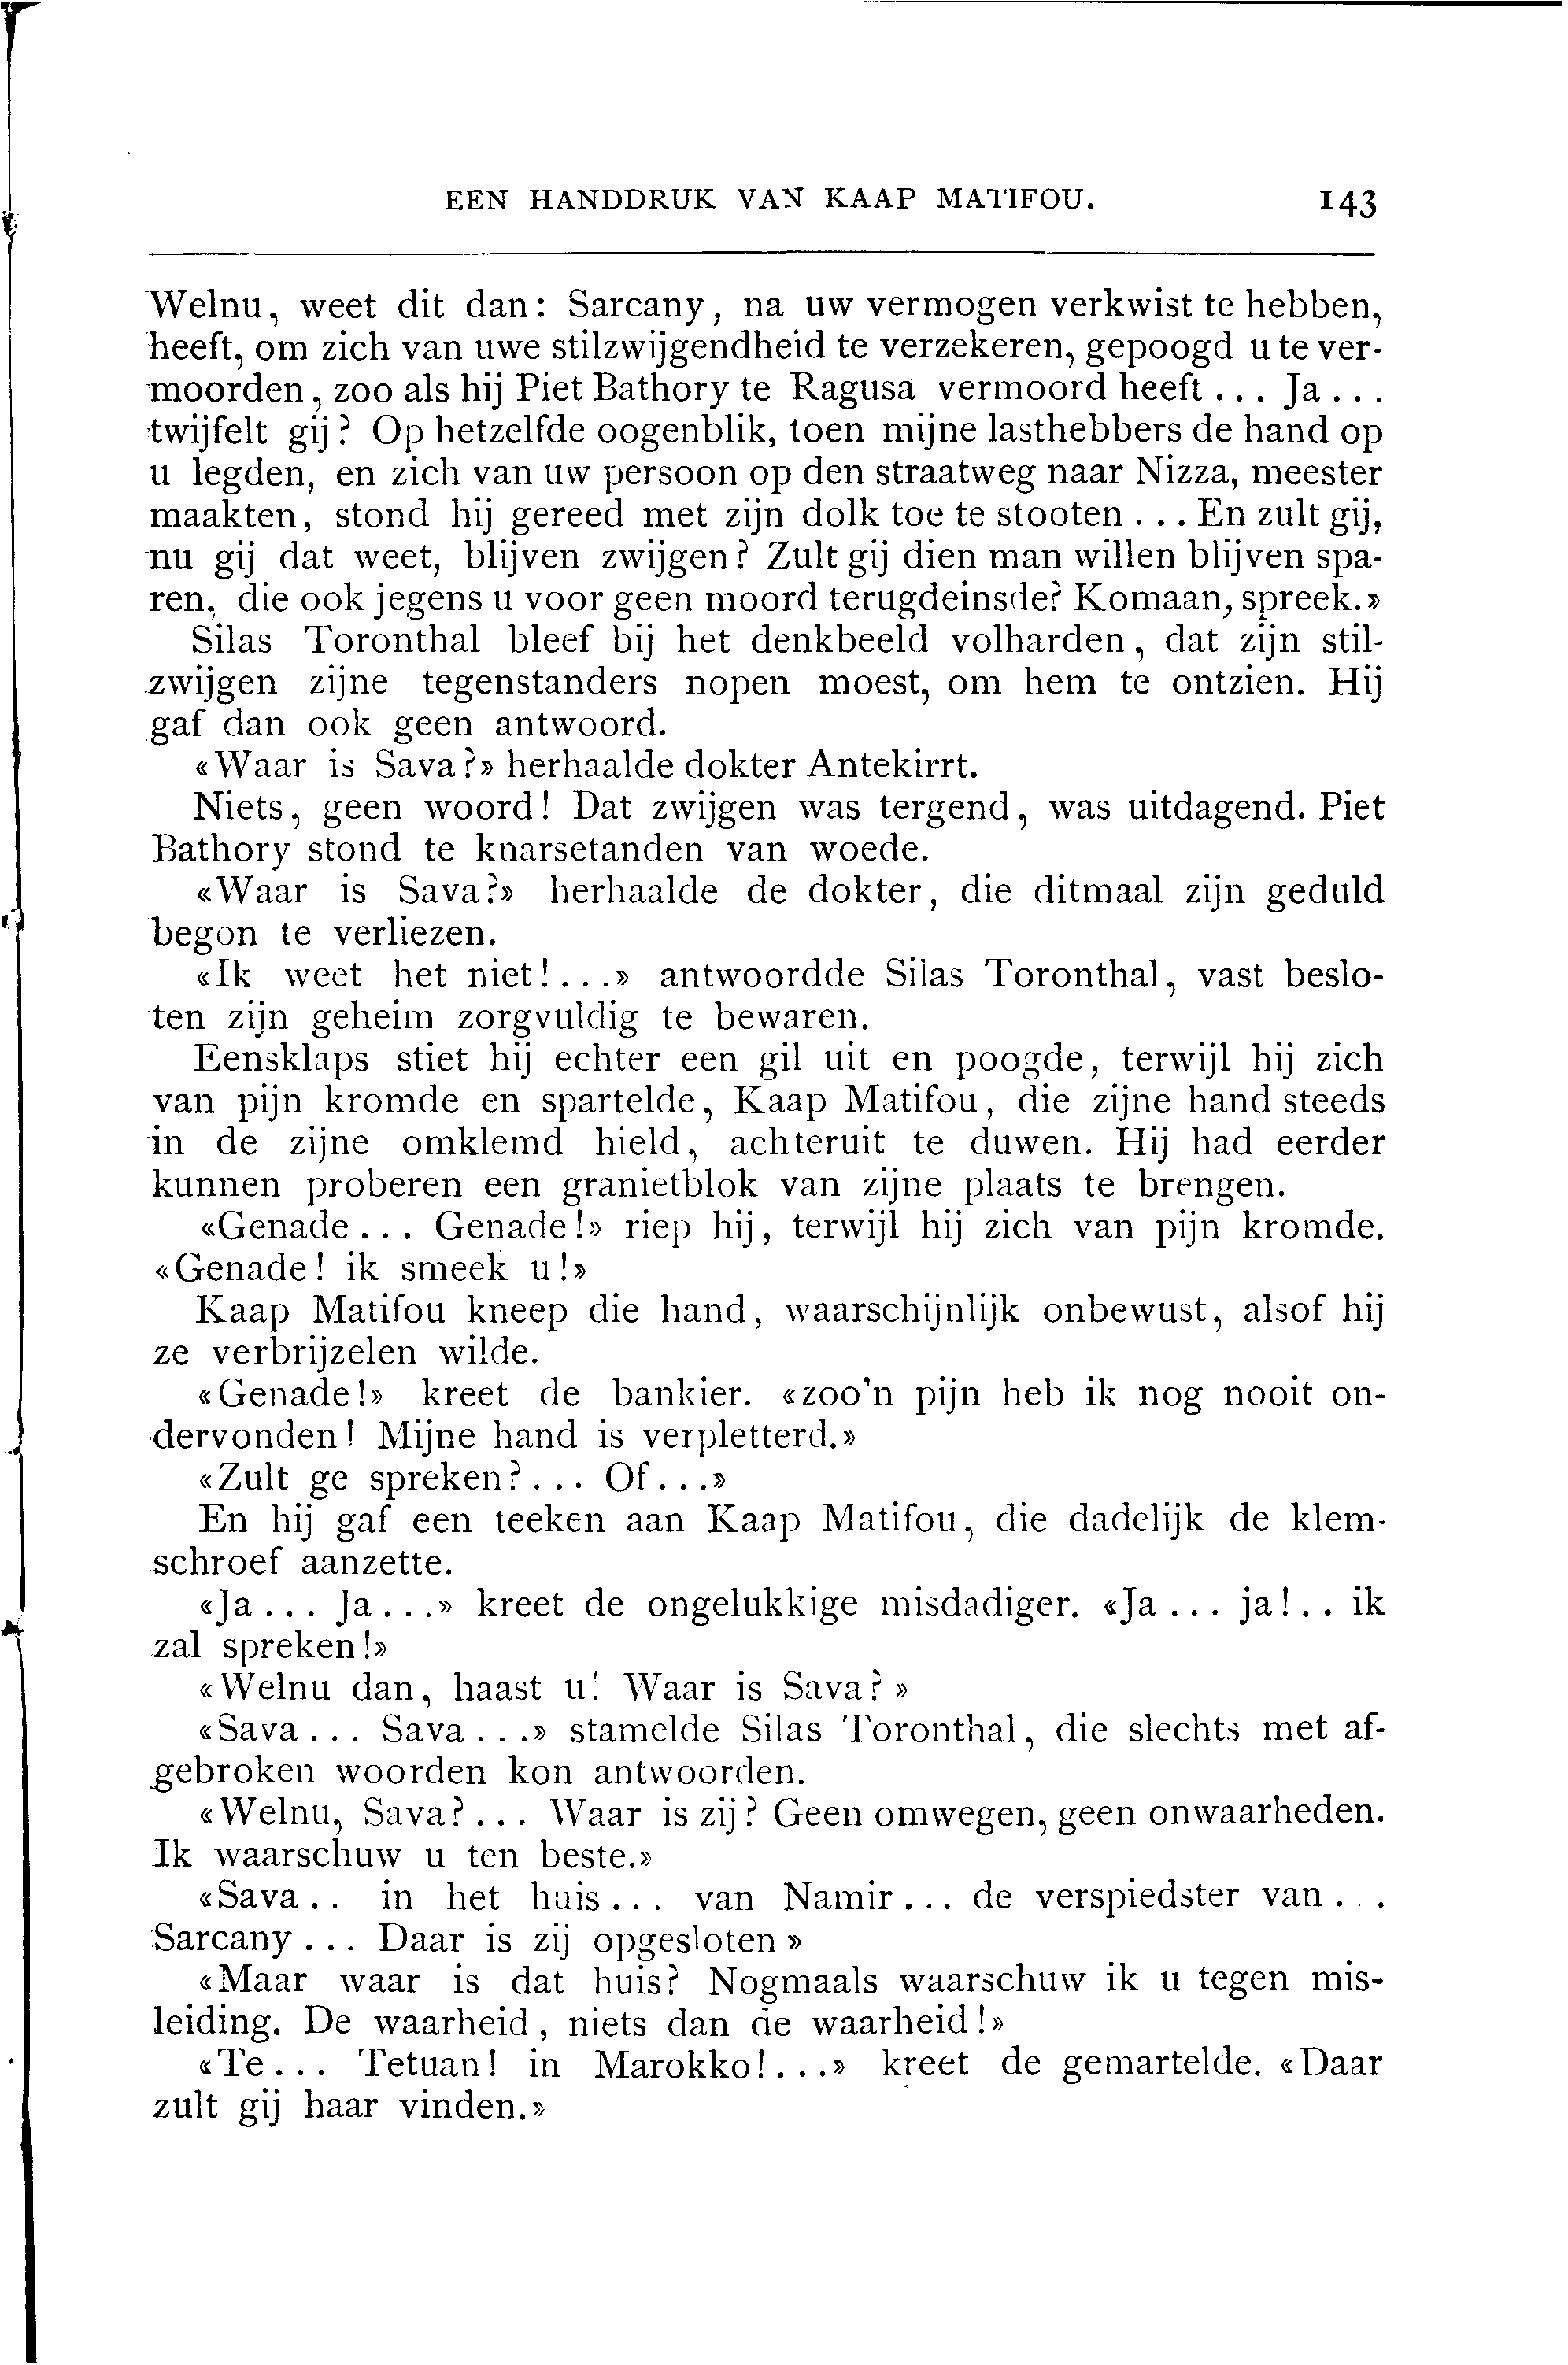 EEN HANDDRUK VAN KAAP MATIFOU. 143
Welnu, weet dit dan: Sarcany, na uw vermogen verkwist te hebben,
heeft, om zich van uwe stilzwijgendheid te verzekeren, gepoogd u te ver-
moorden, zoo als hij Piet Bathory te Ragusa vermoord heeft ... Ja ...
twijfelt gij? Op hetzelfde oogenblik, toen mijne lasthebbers de hand op
u legden, en zich van uw persoon op den straatweg naar Nizza, meester
maakten, stond hij gereed met zijn dolk toe te stooten ... En zult gij,
nu gij dat weet, blijven zwijgen? Zult gij dien man willen blijven spa-
ren, die ook jegens u voor geen moord terugdeinsde? Komaan, spreek.»
Silas Toronthal bleef bij het denkbeeld volharden, dat zijn stil-
zwijgen zijne tegenstanders nopen moest, om hem te ontzien. Hij
gaf dan ook geen antwoord.
«Waar is Sava?» herhaalde dokter Antekirrt.
Niets, geen woord! Dat zwijgen was tergend, was uitdagend. Piet
Bathory stond te knarsetanden van woede.
«Waar is Sava?» herhaalde de dokter, die ditmaal zijn geduld
begon te verliezen.
«Ik weet het niet!...» antwoordde Silas Toronthal, vast beslo-
ten zijn geheim zorgvuldig te bewaren.
Eensklaps stiet hij echter een gil uit en poogde, terwijl hij zich
van pijn kromde en spartelde, Kaap Matifou, die zijne hand steeds
in de zijne omklemd hield, achteruit te duwen. Hij had eerder
kunnen proberen een granietblok van zijne plaats te brengen.
«Genade... Genade!» riep hij, terwijl hij zich van pijn kromde.
«Genade! ik smeek u!»
Kaap Matifou kneep die hand, waarschijnlijk onbewust, alsof hij
ze verbrijzelen wilde.
«Genade!» kreet de bankier. «zoo'n pijn heb ik nog nooit on-
dervonden! Mijne hand is verpletterd.»
«Zult ge spreken?... Of...»
En hij gaf een teeken aan Kaap Matifou, die dadelijk de klem-
schroef aanzette.
«Ja... Ja...» kreet de ongelukkige misdadiger. «Ja... ja!.. ik
zal spreken!»
«Welnu dan, haast u! Waar is Sava?»
«Sava... Sava...» stamelde Silas Toronthal, die slechts met af-
gebroken woorden kon antwoorden.
«Welnu, Sava?... Waar is zij? Geen omwegen, geen onwaarheden.
Ik waarschuw u ten beste.»
«Sava.. in het huis... van Namir... de verspiedster van...
Sarcany... Daar is zij opgesloten»
«Maar waar is dat huis? Nogmaals waarschuw ik u tegen mis-
leiding. De waarheid, niets dan de waarheid!»
«Te... Tetuan! in Marokko!...» kreet de gemartelde. «Daar
zult gij haar vinden.»